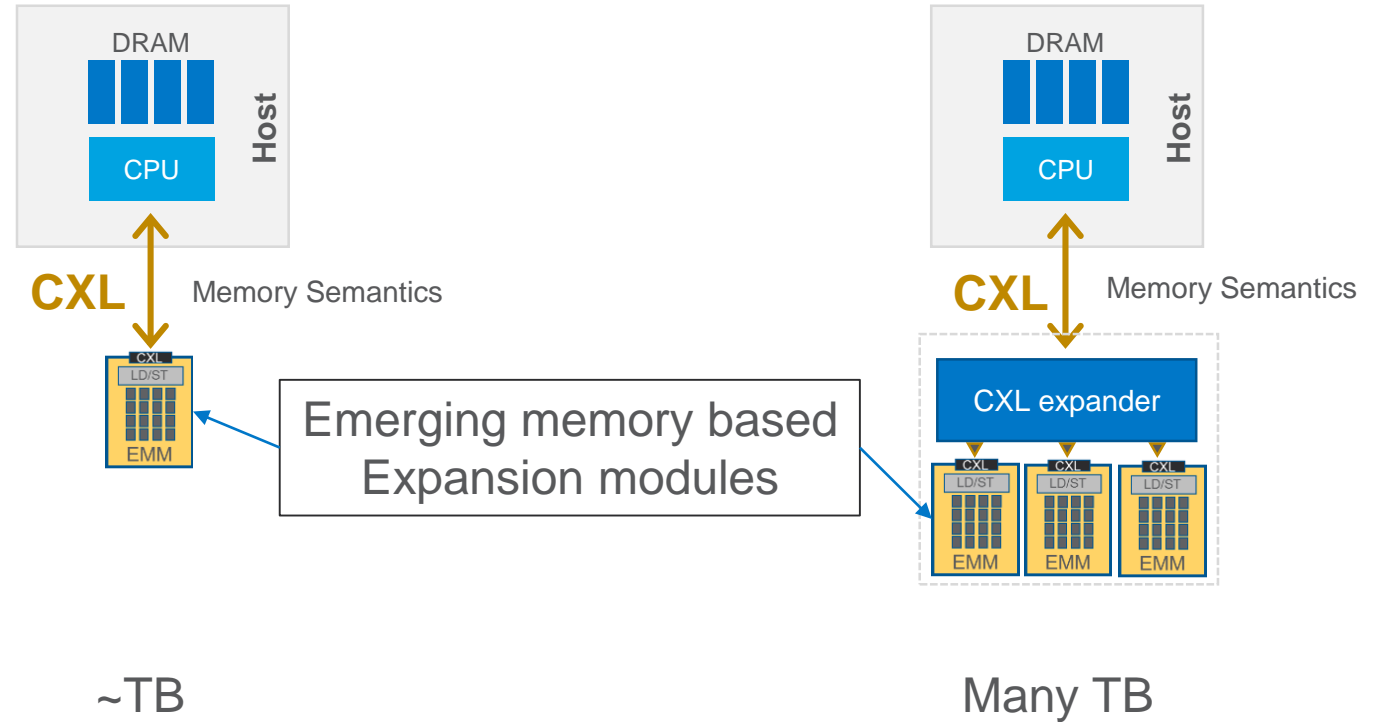 DRAM
Host
CPU
CXL
Memory Semantics
CXL
LD/ST
EMM
Emerging memory based
Expansion modules
DRAM
Host
CPU
CXL
Memory Semantics
CXL expander
CXL
CXL
CXL
LD/ST
LD/ST
LD/ST
EMM
EMM
EMM
~TB
Many TB